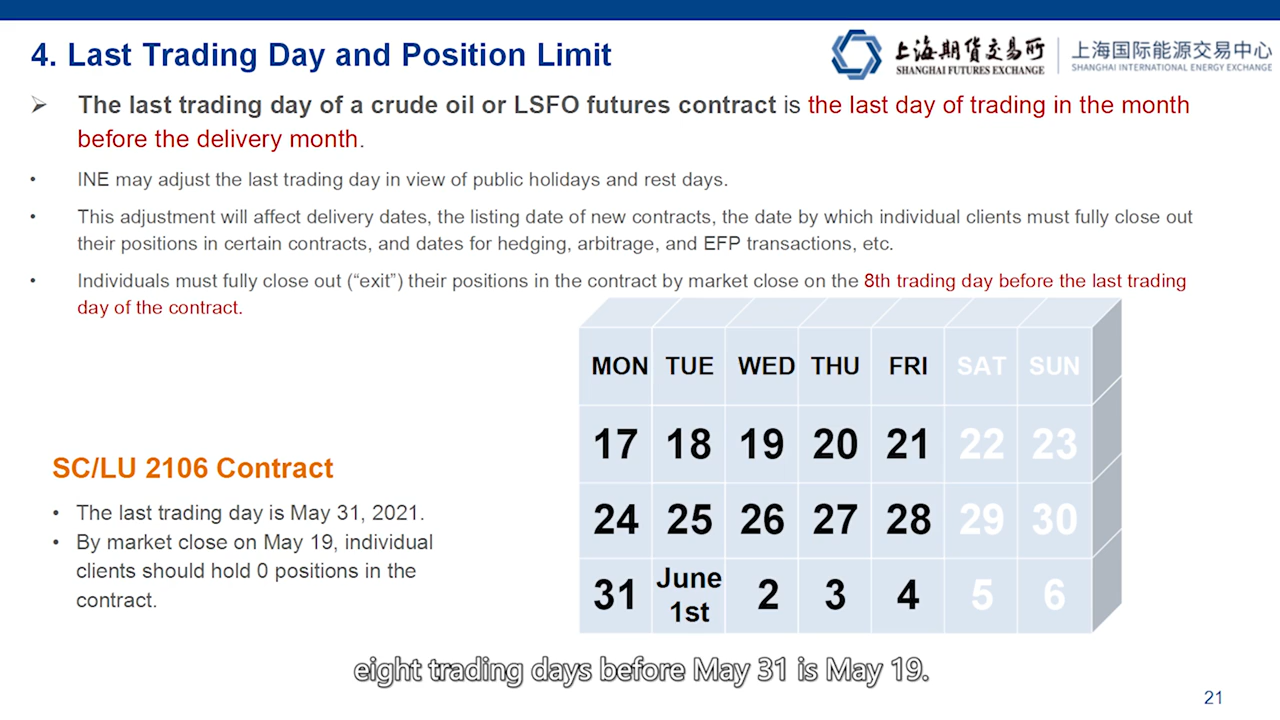 4. Last Trading Day and Position Limit
上海期货交易所
SHANGHAI FUTURES EXCHANGE
上海国际能源交易中心
SHANGHAI INTERNATIONAL ENERGY EXCHANGE
➢ The last trading day of a crude oil or LSFO futures contract is the last day of trading in the month
before the delivery month.
• INE may adjust the last trading day in view of public holidays and rest days.
• This adjustment will affect delivery dates, the listing date of new contracts, the date by which individual clients must fully close out
their positions in certain contracts, and dates for hedging, arbitrage, and EFP transactions, etc.
• Individuals must fully close out (“exit”) their positions in the contract by market close on the 8th trading day before the last trading
day of the contract.
MON TUE WED THU FRI SAT SUN
17 18 19 20 21 22 23
24 25 26 27 28 29 30
31 June 1st 2 3 4 5 6
SC/LU 2106 Contract
• The last trading day is May 31, 2021.
• By market close on May 19, individual
clients should hold 0 positions in the
contract.
eight trading days before May 31 is May 19.
21